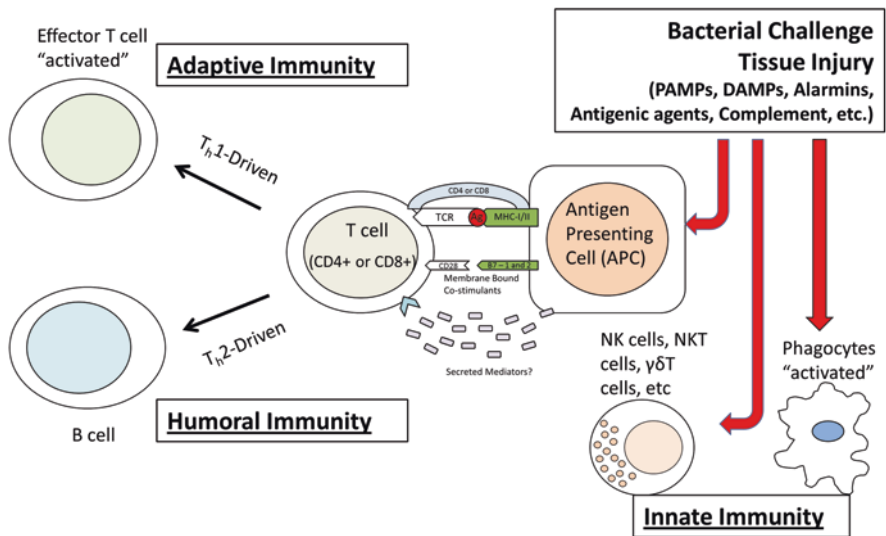 Effector T cell
“activated”
Adaptive Immunity
Bacterial Challenge
Tissue Injury
(PAMPs, DAMPs, Alarmins,
Antigenic agents, Complement, etc.)
Th1-Driven
CD4 or CD8
TCR
Ag
MHC-I/II
T cell
(CD4+ or CD8+)
Antigen
Presenting
Cell (APC)
CD28
B7 – 1 and 2
Membrane Bound
Co-stimulants
Th2-Driven
Secreted Mediators?
B cell
Humoral Immunity
NK cells, NKT
cells, γδT
cells, etc
Phagocytes
“activated”
Innate Immunity